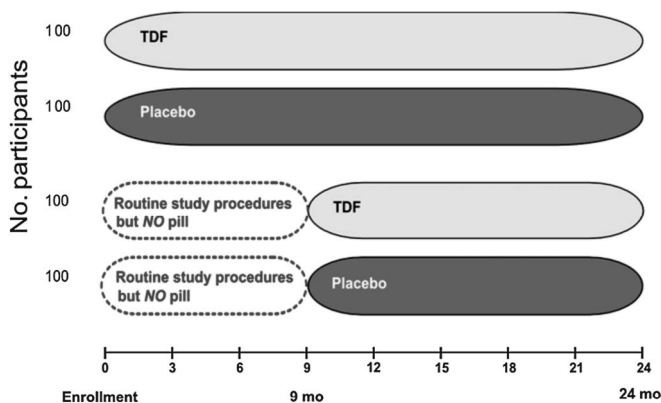 No. participants
100
TDF
100
Placebo
100
Routine study procedures
but NO pill
TDF
100
Routine study procedures
but NO pill
Placebo
0 3 6 9 12 15 18 21 24
Enrollment 9 mo 24 mo